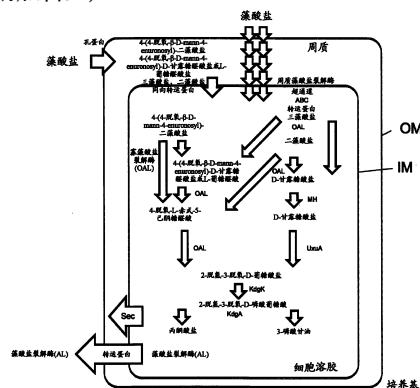 藻酸盐
孔蛋白
藻酸盐
4-(4-脱氧-β-D-mann-4-
enuronosyl)-二藻酸盐
4-(4-脱氧-β-D-mann-4-
enuronosyl)-D-甘露糖醛酸盐或L-
葡糖醛酸
三藻酸盐、二藻酸盐
同向转运蛋白
周质
周质藻酸盐裂解酶
超通道
ABC
转运蛋白
三藻酸盐
OAL
二藻酸盐
OM
IM
4-(4-脱氧-β-D-
mann-4-enuronosyl)-
二藻酸盐
寡藻酸盐
裂解酶
(OAL)
4-(4-脱氧-β-D-mann-4-
enuronosyl)-D-甘露糖
醛酸盐或L-葡糖醛酸
OAL
D-甘露糖酸盐
MH
OAL
4-脱氧-L-赤式-5-
己酮糖醛酸
D-甘露糖酸盐
OAL
UxuA
2-脱氢-3-脱氧-D-葡糖酸盐
KdgK
2-脱氢-3-脱氧-D-磷酸葡糖酸
KdgA
丙酮酸盐
3-磷酸甘油
Sec
藻酸盐裂解酶(AL)
转运蛋白
藻酸盐裂解酶(AL)
细胞溶胶
培养基